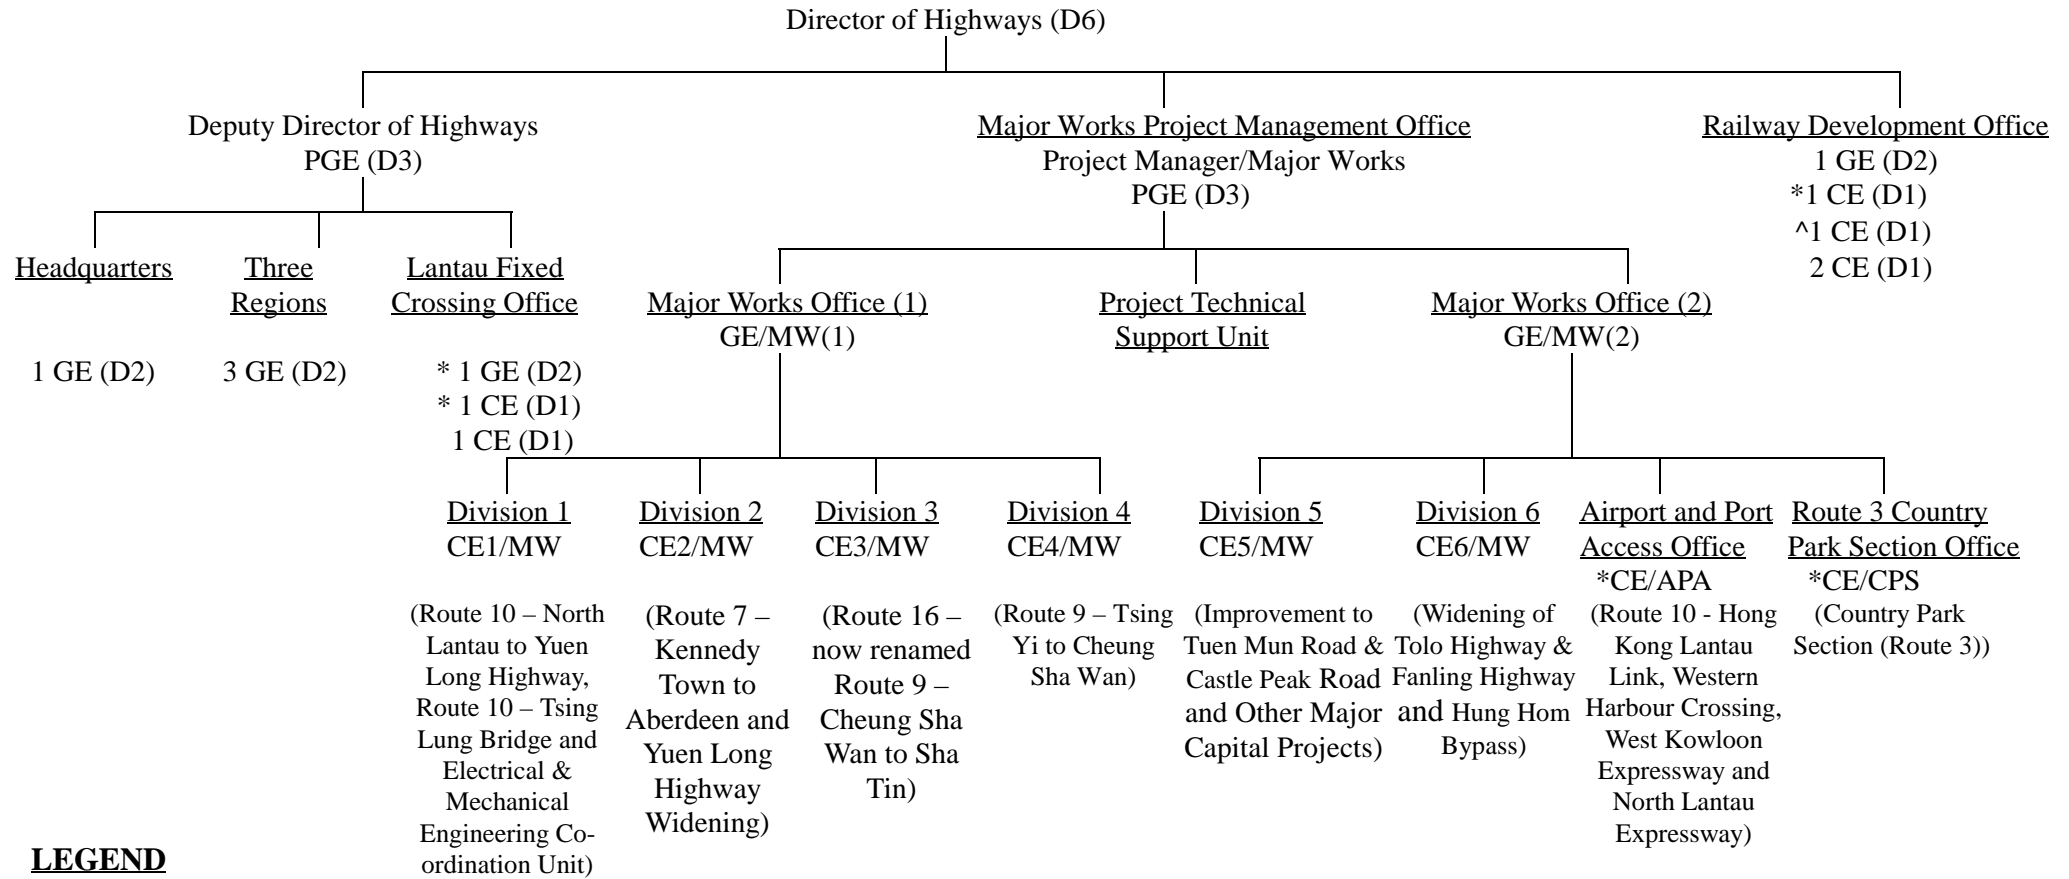 Director of Highways (D6)
Deputy Director of Highways
PGE (D3)
Major Works Project Management Office
Project Manager/Major Works
PGE (D3)
Railway Development Office
1 GE (D2)
*1 CE (D1)
^1 CE (D1)
2 CE (D1)
Headquarters
1 GE (D2)
Three
Regions
3 GE (D2)
Lantau Fixed
Crossing Office
* 1 GE (D2)
* 1 CE (D1)
1 CE (D1)
Major Works Office (1)
GE/MW(1)
Project Technical
Support Unit
Major Works Office (2)
GE/MW(2)
Division 1
CE1/MW
(Route 10 – North
Lantau to Yuen
Long Highway,
Route 10 – Tsing
Lung Bridge and
Electrical &
Mechanical
Engineering Co-
ordination Unit)
Division 2
CE2/MW
(Route 7 –
Kennedy
Town to
Aberdeen and
Yuen Long
Highway
Widening)
Division 3
CE3/MW
(Route 16 –
now renamed
Route 9 –
Cheung Sha
Wan to Sha
Tin)
Division 4
CE4/MW
(Route 9 – Tsing
Yi to Cheung
Sha Wan)
Division 5
CE5/MW
(Improvement to
Tuen Mun Road &
Castle Peak Road
and Other Major
Capital Projects)
Division 6
CE6/MW
(Widening of
Tolo Highway &
Fanling Highway
and Hung Hom
Bypass)
Airport and Port
Access Office
*CE/APA
(Route 10 - Hong
Kong Lantau
Link, Western
Harbour Crossing,
West Kowloon
Expressway and
North Lantau
Expressway)
Route 3 Country
Park Section Office
*CE/CPS
(Country Park
Section (Route 3))
LEGEND